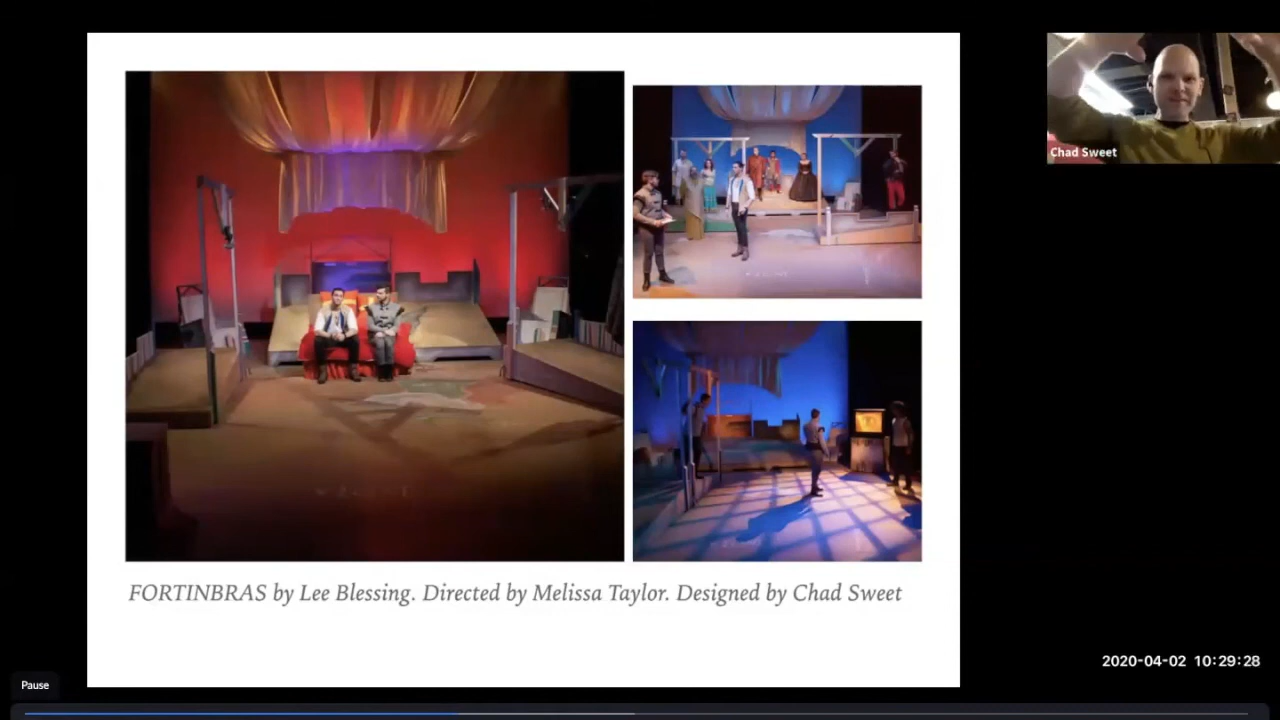 Chad Sweet
FORTINBRAS by Lee Blessing. Directed by Melissa Taylor. Designed by Chad Sweet
2020-04-02 10:29:28
Pause